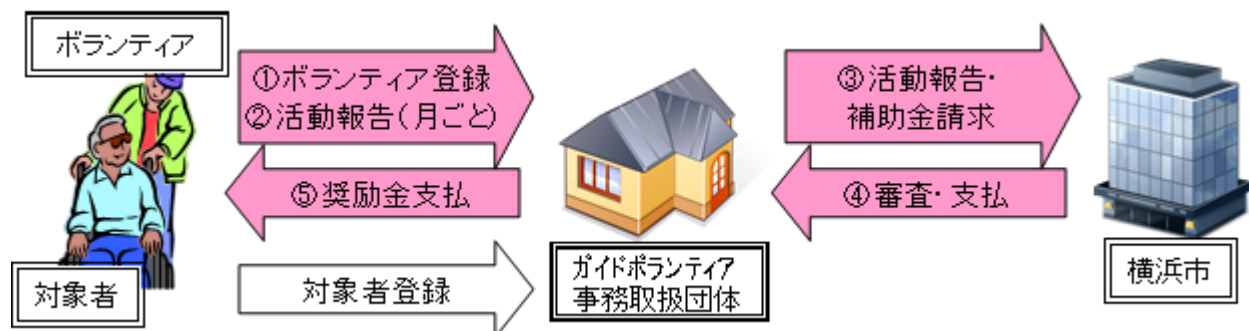 ボランティア
①ボランティア登録
②活動報告(月ごと)
③活動報告・
補助金請求
⑤奨励金支払
④審査・支払
対象者
対象者登録
ガイドボランティア
事務取扱団体
横浜市